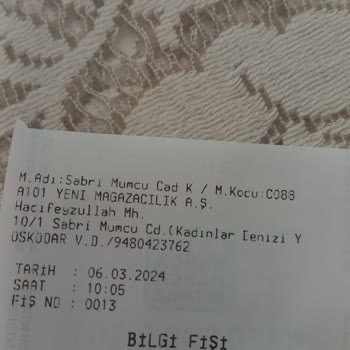 M.Adı:Sabri Mumcu Cad K / M.Kodu:C088
A101 YENİ MAGAZACILIK A.Ş.
Hacıfeyzullah Mh.
10/1 Sabri Mumcu Cd.(Kadınlar Denizi Y
ÜSKÜDAR V.D./9480423762
TARİH : 06.03.2024
SAAT : 10:05
FİŞ NO : 0013
BİLGİ FİŞİ